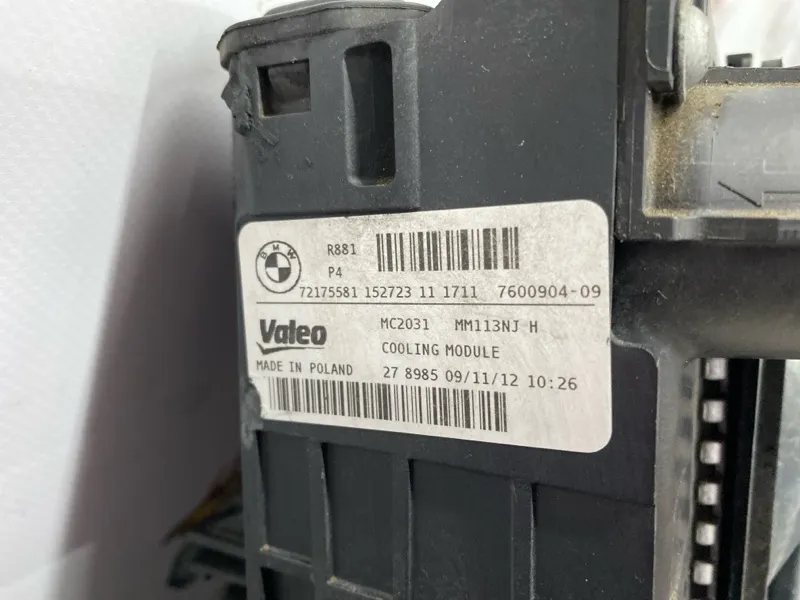 BMW
R881
P4
72175581 152723 11 1711 7600904-09
Valeo
MC2031 MM113NJ H
COOLING MODULE
MADE IN POLAND
27 8985 09/11/12 10:26